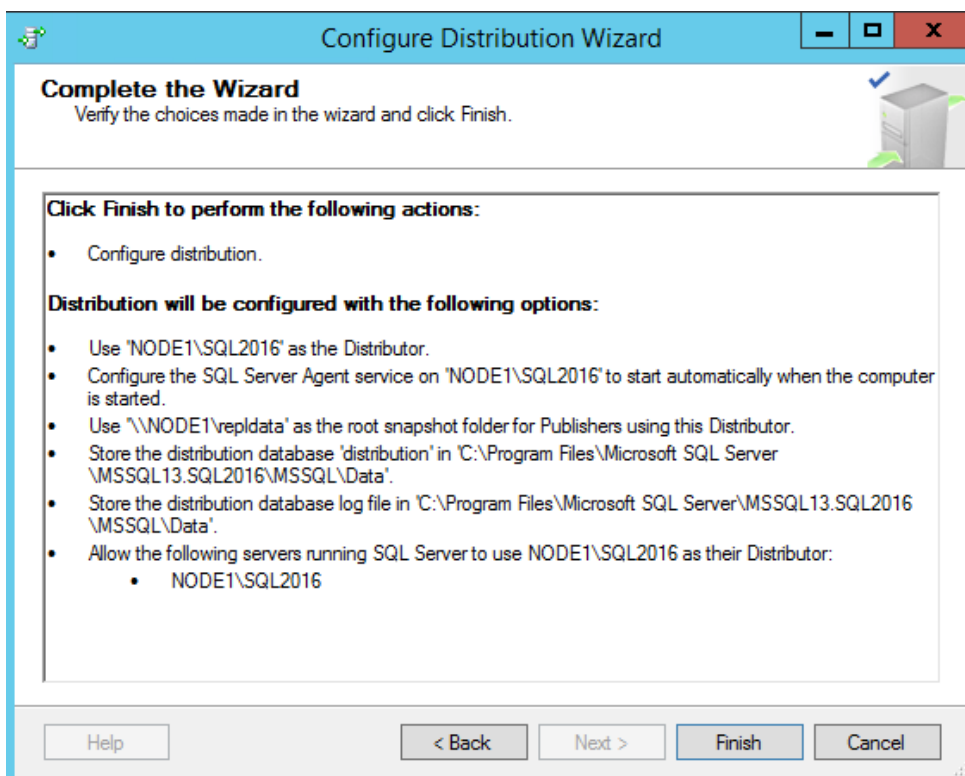 Configure Distribution Wizard
Complete the Wizard
Verify the choices made in the wizard and click Finish.
Click Finish to perform the following actions:
• Configure distribution.
Distribution will be configured with the following options:
• Use 'NODE1\SQL2016' as the Distributor.
• Configure the SQL Server Agent service on 'NODE1\SQL2016' to start automatically when the computer
is started.
• Use '\\NODE1\repldata' as the root snapshot folder for Publishers using this Distributor.
• Store the distribution database 'distribution' in 'C:\Program Files\Microsoft SQL Server
\MSSQL13.SQL2016\MSSQL\Data'.
• Store the distribution database log file in 'C:\Program Files\Microsoft SQL Server\MSSQL13.SQL2016
\MSSQL\Data'.
• Allow the following servers running SQL Server to use NODE1\SQL2016 as their Distributor:
• NODE1\SQL2016
Help < Back Next > Finish Cancel